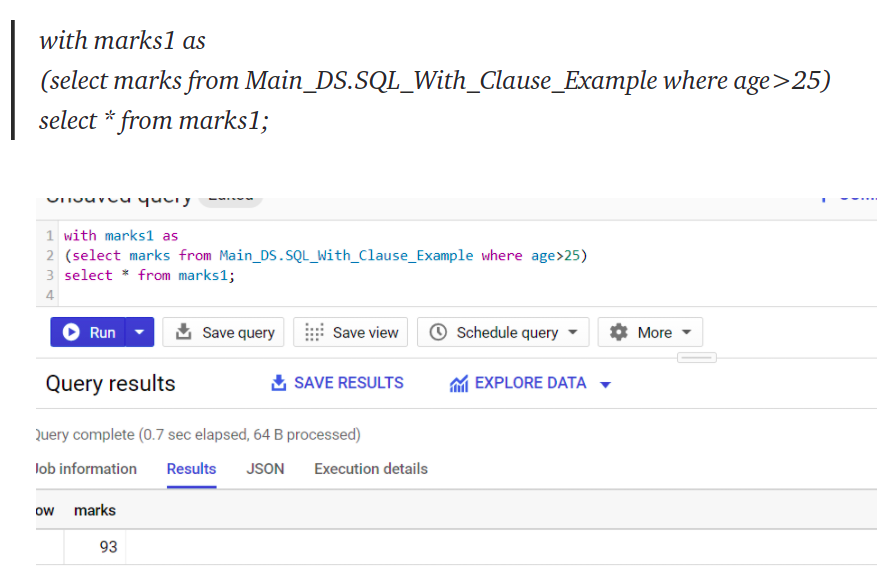 with marks1 as
(select marks from Main_DS.SQL_With_Clause_Example where age>25)
select * from marks1;
Unsaved query Edited
1 with marks1 as
2 (select marks from Main_DS.SQL_With_Clause_Example where age>25)
3 select * from marks1;
4
Run Save query Save view Schedule query More
Query results SAVE RESULTS EXPLORE DATA
Query complete (0.7 sec elapsed, 64 B processed)
Job information Results JSON Execution details
ow marks
93